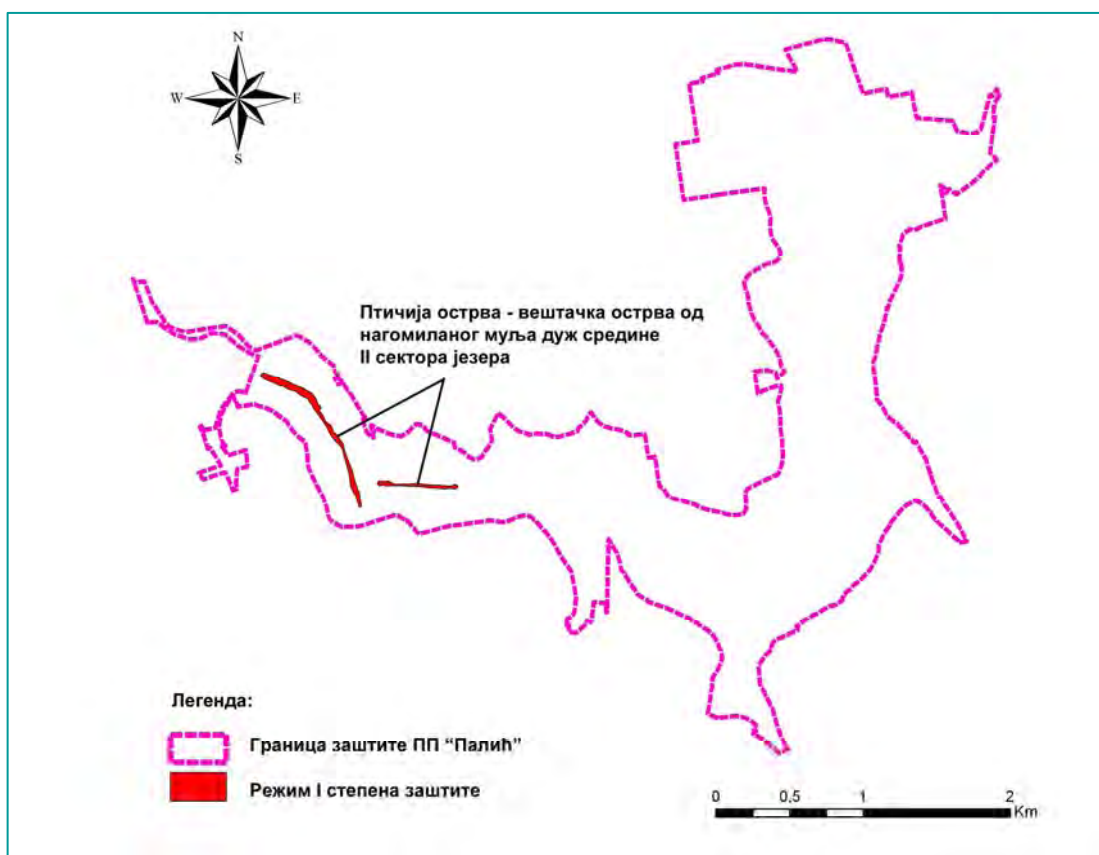 N
W E
S
Птичија острва - вештачка острва од
нагомиланог муља дуж средине
II сектора језера
Легенда:
Граница заштите ПП “Палић”
Режим I степена заштите
0 0,5 1 2
Km